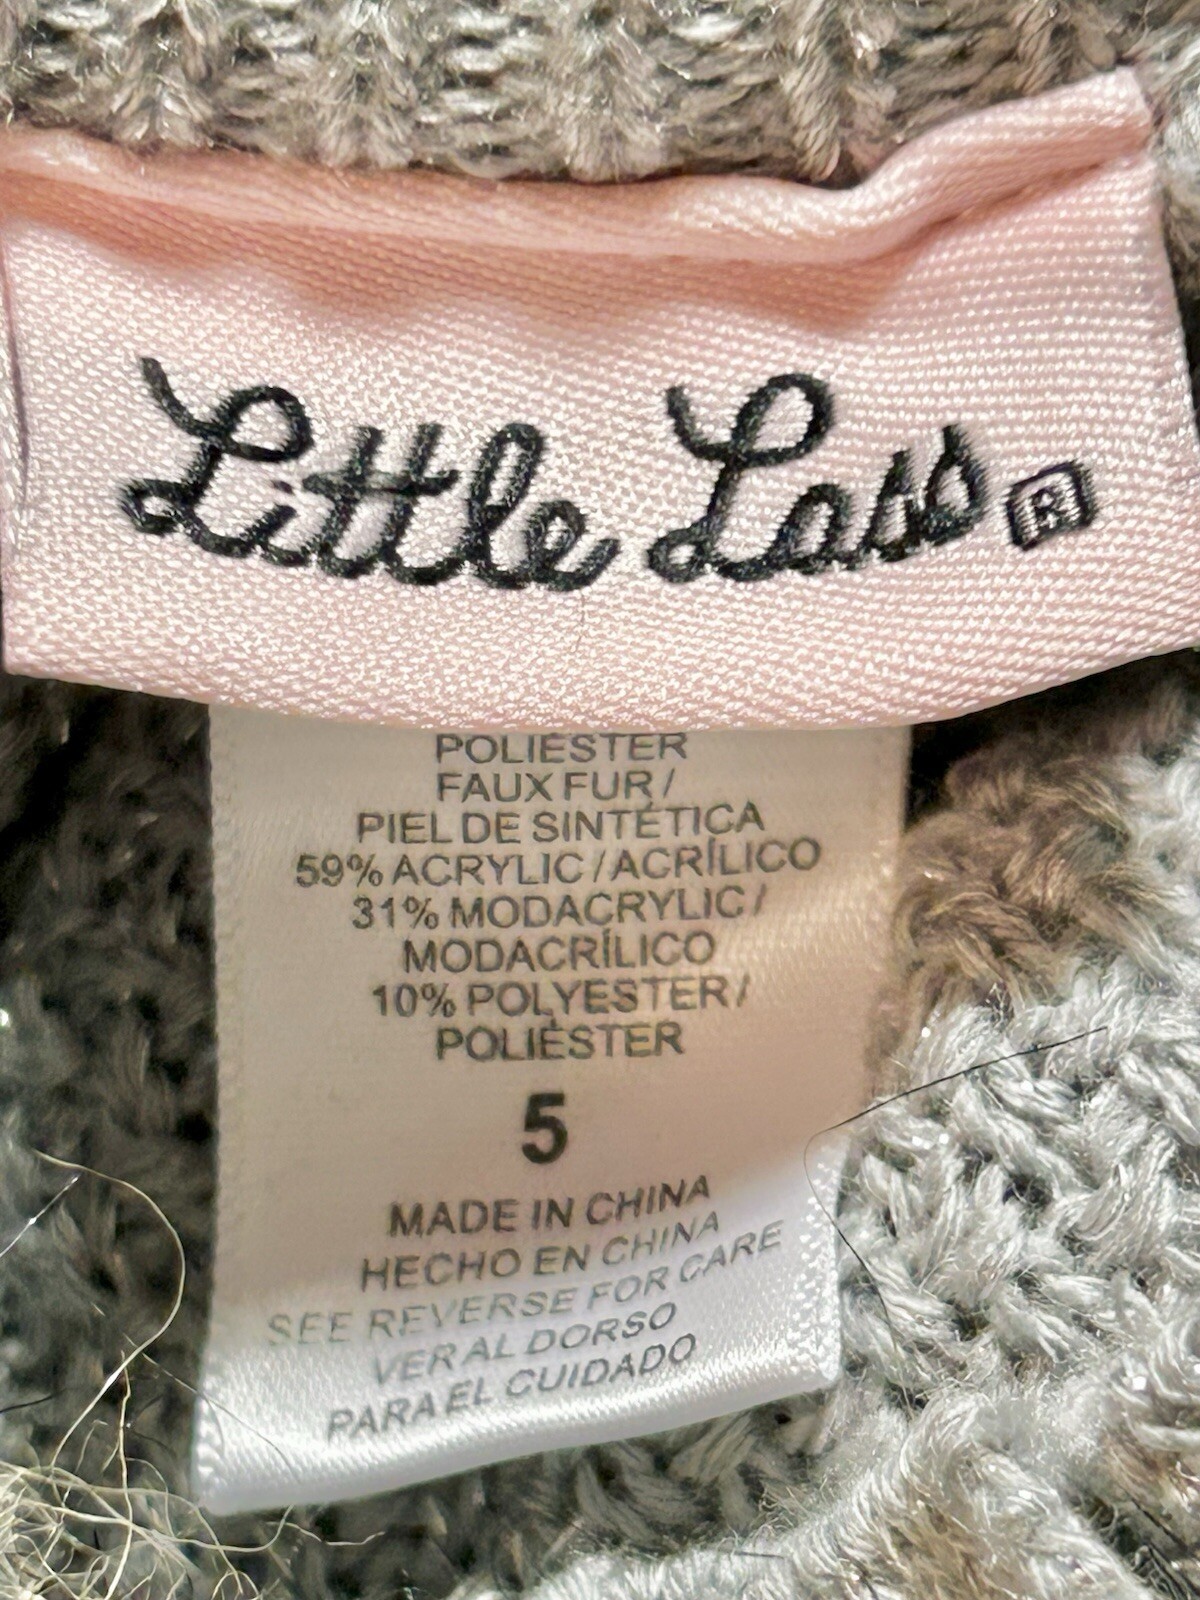 Little Lass ®
POLIÉSTER
FAUX FUR /
PIEL DE SINTÉTICA
59% ACRYLIC / ACRÍLICO
31% MODACRYLIC /
MODACRÍLICO
10% POLYESTER /
POLIÉSTER
5
MADE IN CHINA
HECHO EN CHINA
SEE REVERSE FOR CARE
VER AL DORSO
PARA EL CUIDADO